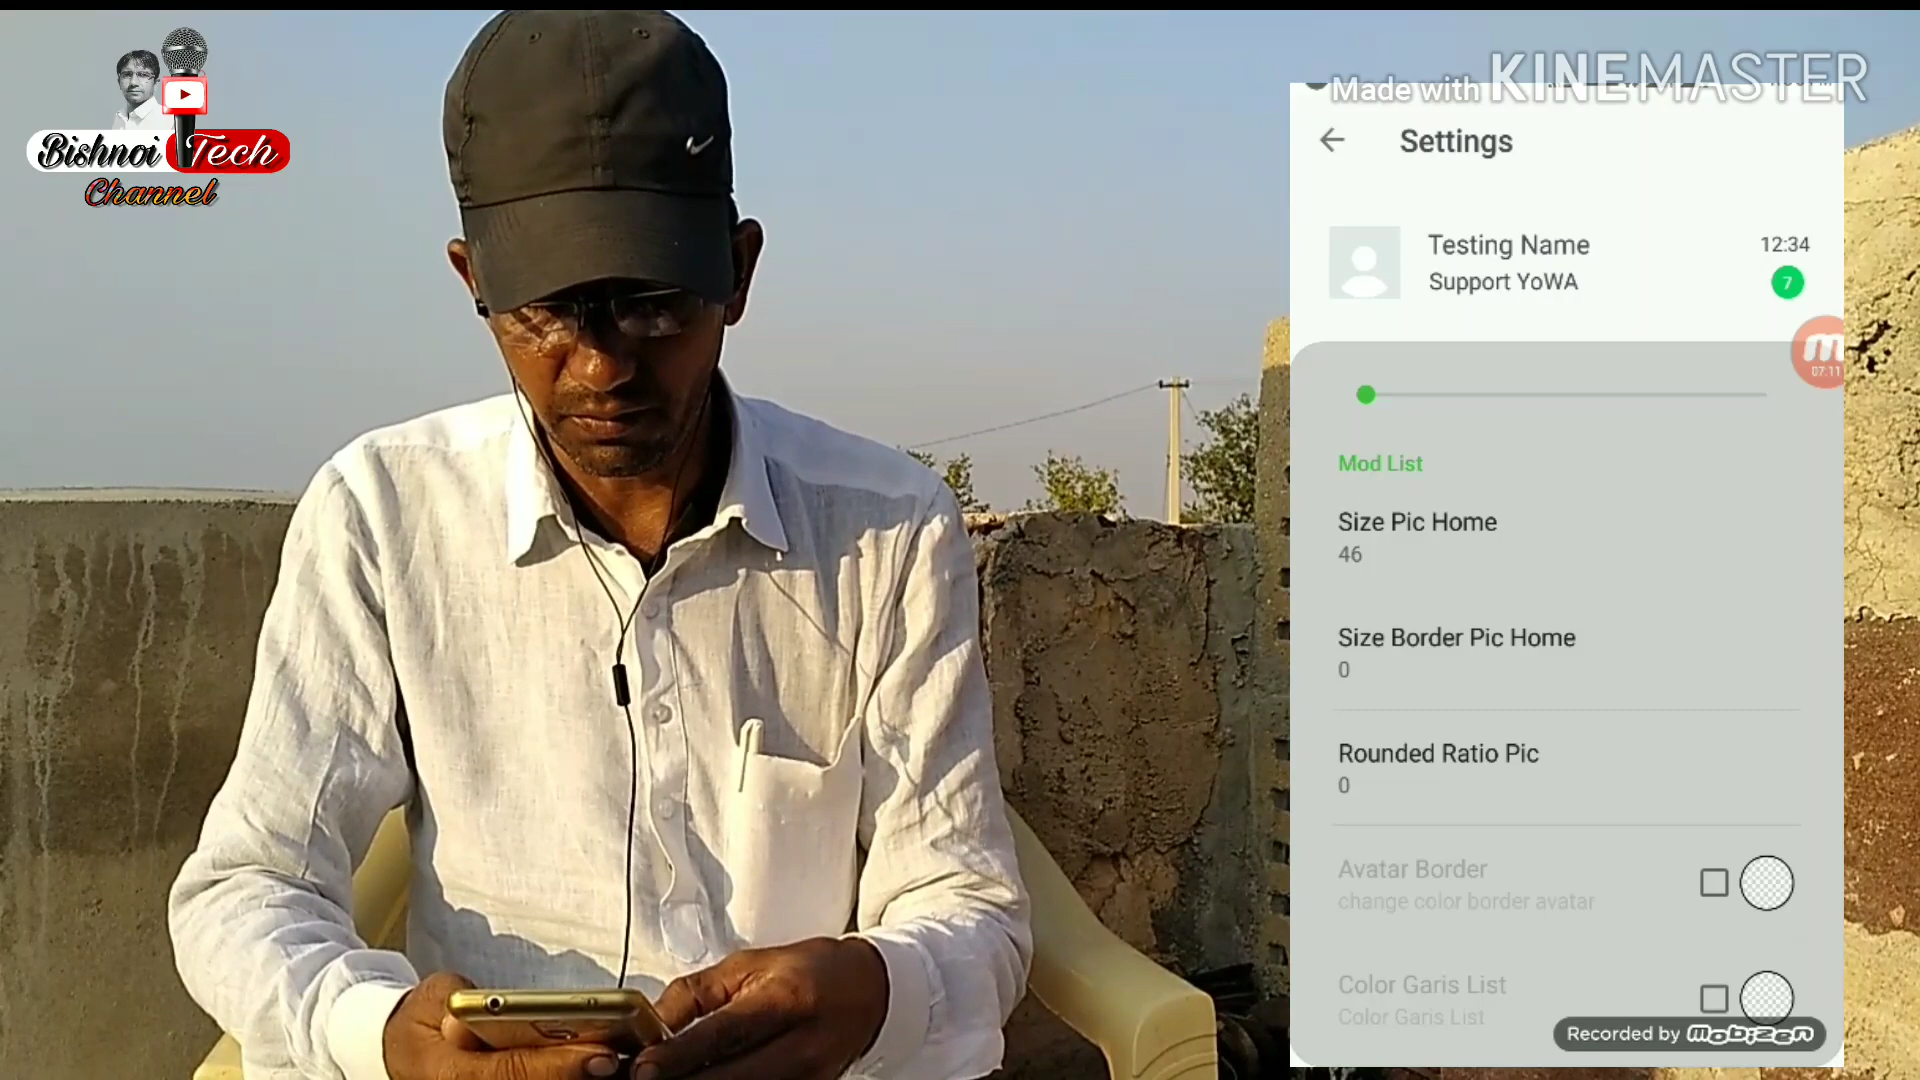 Bishnoi Tech
Channel
Made with KINEMASTER
Settings
Testing Name
12:34
Support YoWA
7
07:11
Mod List
Size Pic Home
46
Size Border Pic Home
0
Rounded Ratio Pic
0
Avatar Border
change color border avatar
Color Garis List
Color Garis List
Recorded by mobizen